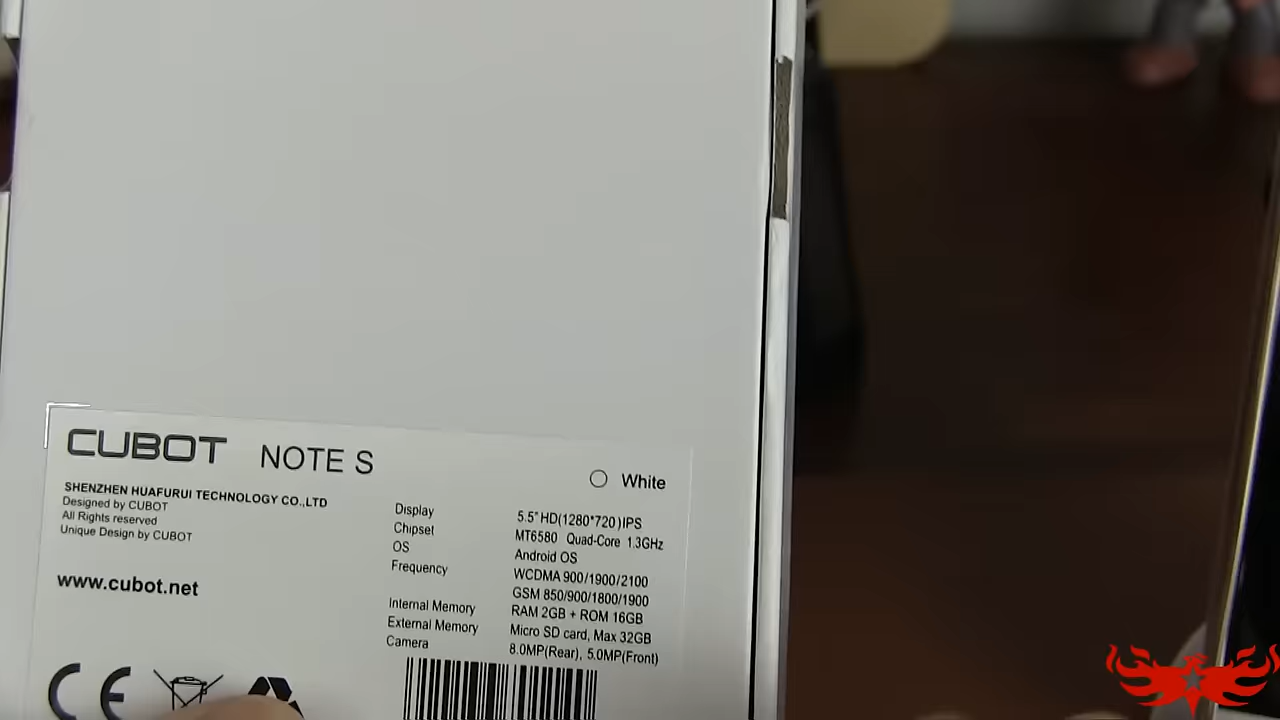 CUBOT NOTE S
White
SHENZHEN HUAFURUI TECHNOLOGY CO.,LTD
Designed by CUBOT
All Rights reserved
Unique Design by CUBOT
www.cubot.net
Display 5.5" HD(1280*720)IPS
Chipset MT6580 Quad-Core 1.3GHz
OS Android OS
Frequency WCDMA 900/1900/2100
GSM 850/900/1800/1900
Internal Memory RAM 2GB + ROM 16GB
External Memory Micro SD card, Max 32GB
Camera 8.0MP(Rear), 5.0MP(Front)
CE